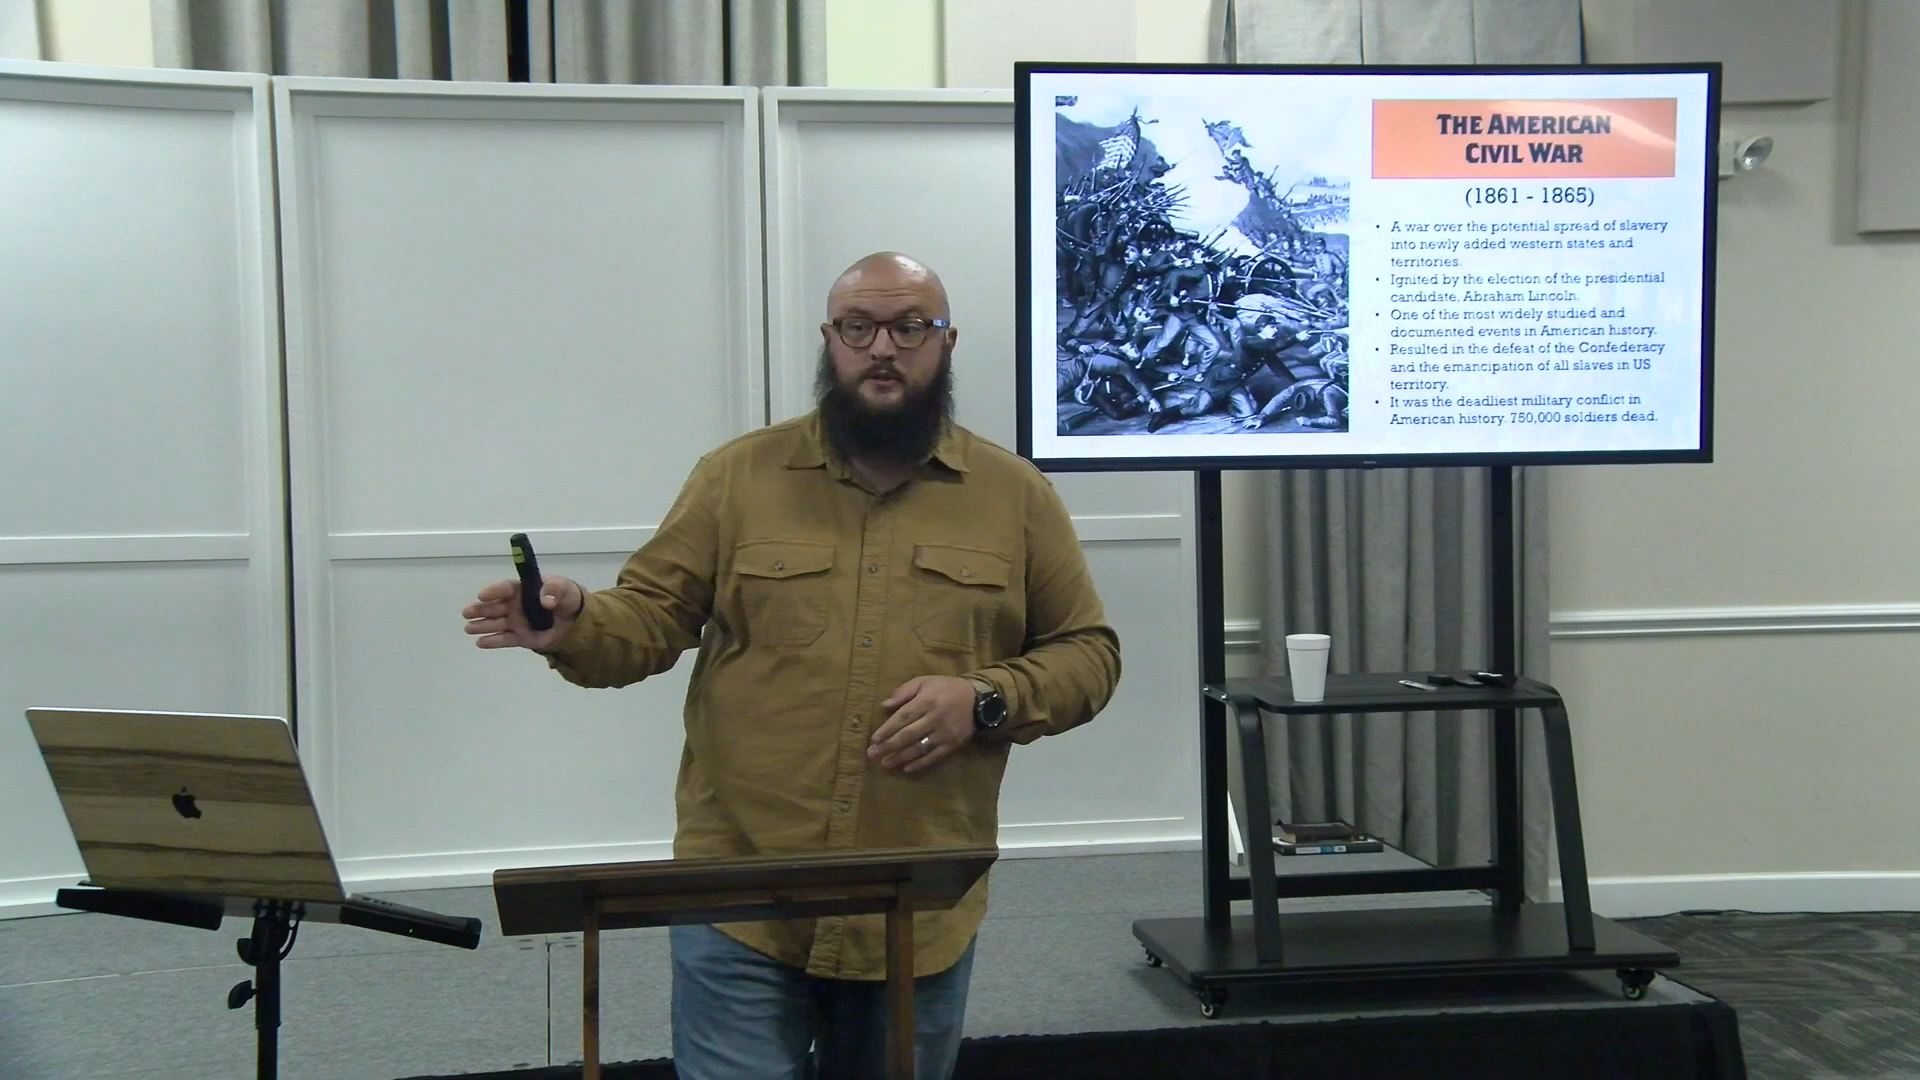 THE AMERICAN
CIVIL WAR
(1861 - 1865)
• A war over the potential spread of slavery
into newly added western states and
territories.
• Ignited by the election of the presidential
candidate, Abraham Lincoln.
• One of the most widely studied and
documented events in American history.
• Resulted in the defeat of the Confederacy
and the emancipation of all slaves in US
territory.
• It was the deadliest military conflict in
American history. 750,000 soldiers dead.